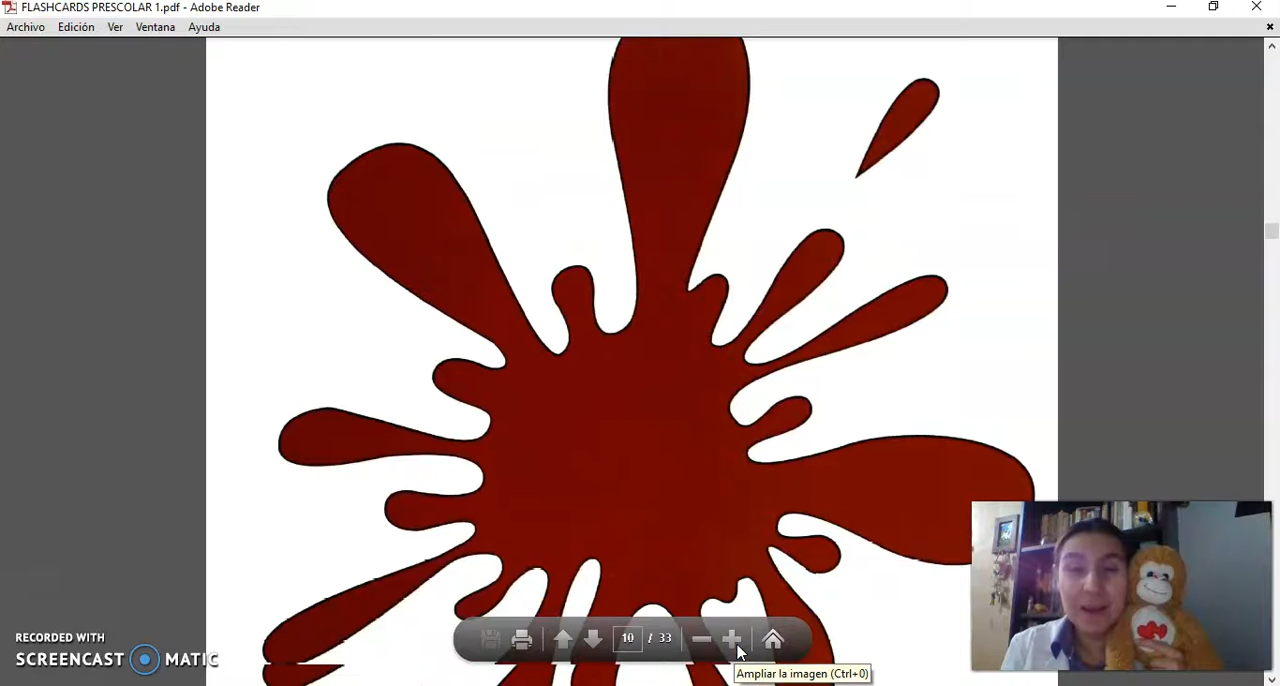 FLASHCARDS PRESCOLAR 1.pdf - Adobe Reader
Archivo Edición Ver Ventana Ayuda
10 / 33
Ampliar la imagen (Ctrl+0)
RECORDED WITH
SCREENCAST MATIC